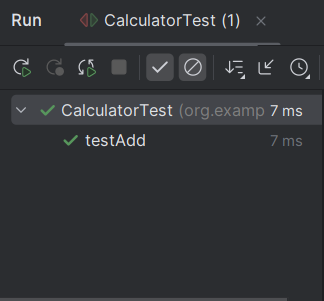 Run CalculatorTest (1)
CalculatorTest (org.examp 7 ms
testAdd 7 ms